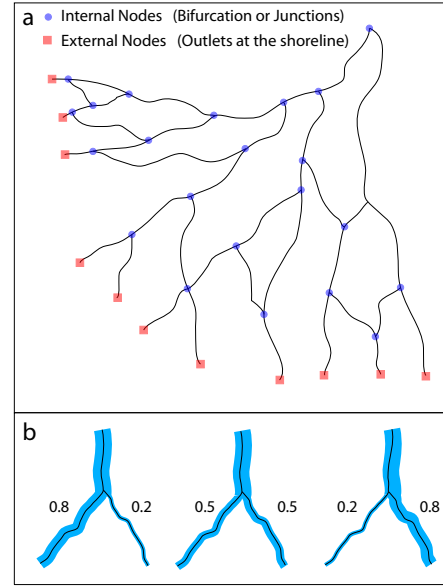 a
Internal Nodes (Bifurcation or Junctions)
External Nodes (Outlets at the shoreline)
b
0.8 0.2 0.5 0.5 0.2 0.8